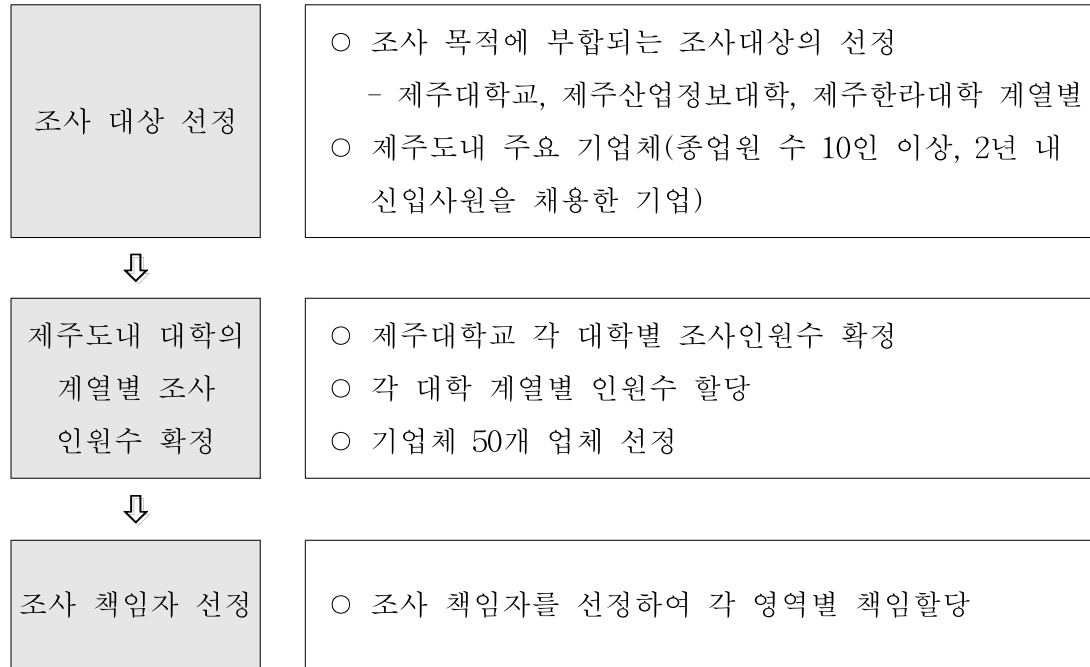 조사 대상 선정
○ 조사 목적에 부합되는 조사대상의 선정
- 제주대학교, 제주산업정보대학, 제주한라대학 계열별
○ 제주도내 주요 기업체(종업원 수 10인 이상, 2년 내
신입사원을 채용한 기업)
⇩
제주도내 대학의
계열별 조사
인원수 확정
○ 제주대학교 각 대학별 조사인원수 확정
○ 각 대학 계열별 인원수 할당
○ 기업체 50개 업체 선정
⇩
조사 책임자 선정
○ 조사 책임자를 선정하여 각 영역별 책임할당